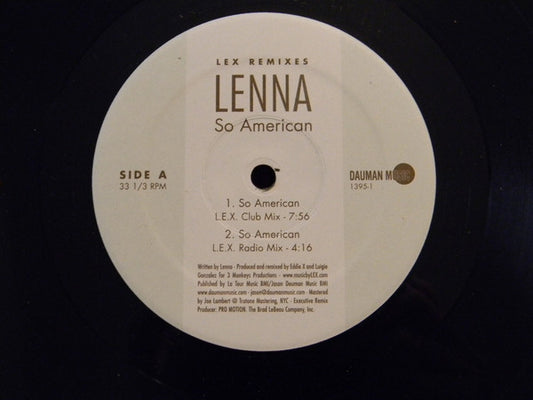 LEX REMIXES
LENNA
So American
SIDE A
33 1/3 RPM
DAUMAN MUSIC
1395-1
1. So American
L.E.X. Club Mix - 7:56
2. So American
L.E.X. Radio Mix - 4:16
Written by Lenna - Produced and remixed by Eddie X and Luigie
Gonzalez for 3 Monkeys Productions - www.musicbyLEX.com
Published by La Tour Music BMI/Jason Dauman Music BMI
www.daumanmusic.com - jason@daumanmusic.com - Mastered
by Jon Lambert @ Trutone Mastering, NYC - Executive Remix
Producer: PRO MOTION. The Brad LeBeau Company, Inc.